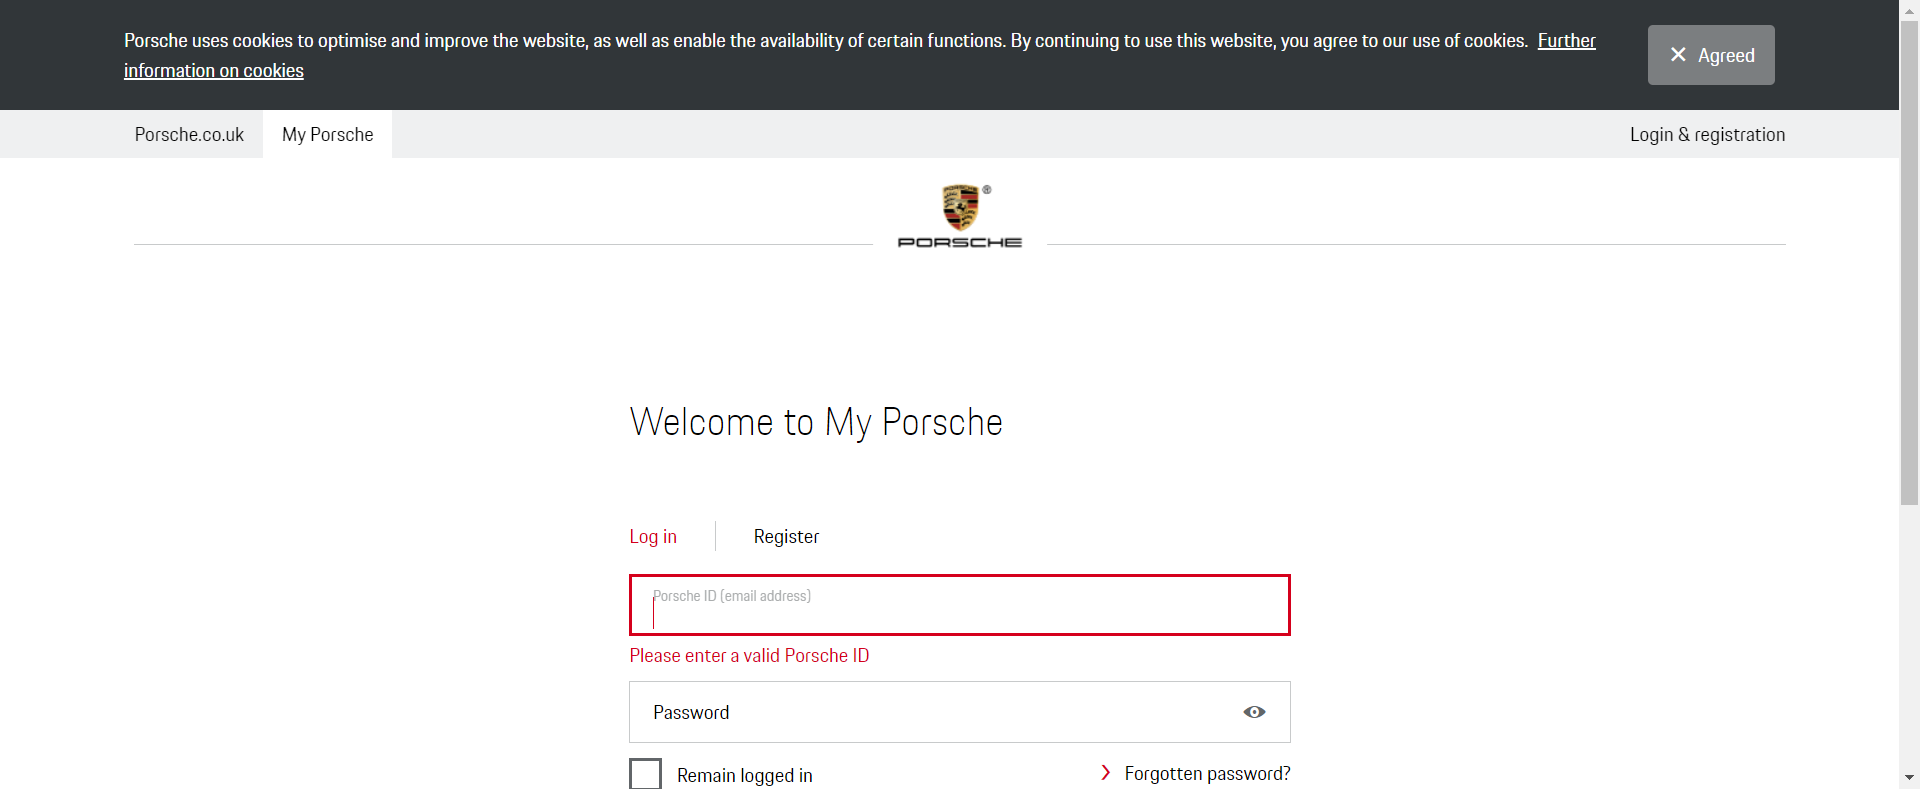 Porsche uses cookies to optimise and improve the website, as well as enable the availability of certain functions. By continuing to use this website, you agree to our use of cookies. Further
information on cookies
Agreed
Porsche.co.uk
My Porsche
Login & registration
PORSCHE
Welcome to My Porsche
Log in
Register
Porsche ID (email address)
Please enter a valid Porsche ID
Password
Remain logged in
Forgotten password?